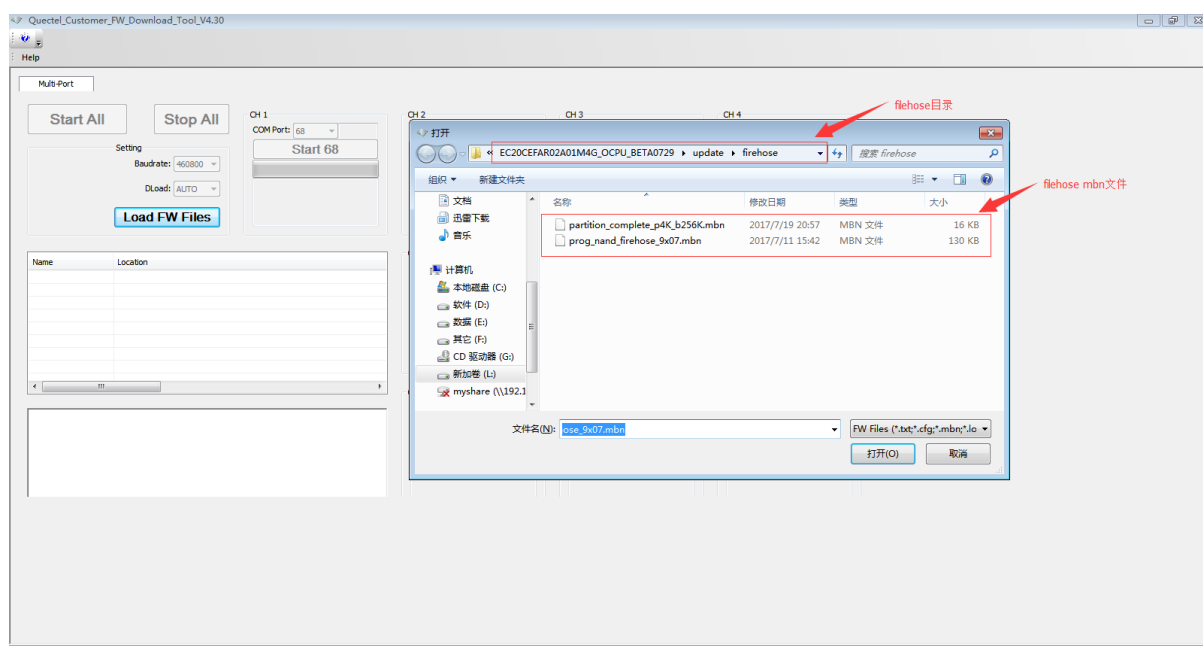 Quectel_Customer_FW_Download_Tool_V4.30
Help
Multi-Port
Start All
Stop All
Setting
Baudrate: 460800
DLoad: AUTO
Load FW Files
CH 1
COM Port: 68
Start 68
CH 2
CH 3
CH 4
filehose目录
打开
« EC20CEFAR02A01M4G_OCPU_BETA0729 ▸ update ▸ firehose
搜索 firehose
组织
新建文件夹
filehose mbn文件
名称 修改日期 类型 大小
partition_complete_p4K_b256K.mbn 2017/7/19 20:57 MBN 文件 16 KB
prog_nand_firehose_9x07.mbn 2017/7/11 15:42 MBN 文件 130 KB
文档
迅雷下载
音乐
计算机
本地磁盘 (C:)
软件 (D:)
数据 (E:)
其它 (F:)
CD 驱动器 (G:)
新加卷 (L:)
myshare (\\192.1
文件名(N): ose_9x07.mbn
FW Files (*.txt;*.cfg;*.mbn;*.lo
打开(O)
取消
Name Location